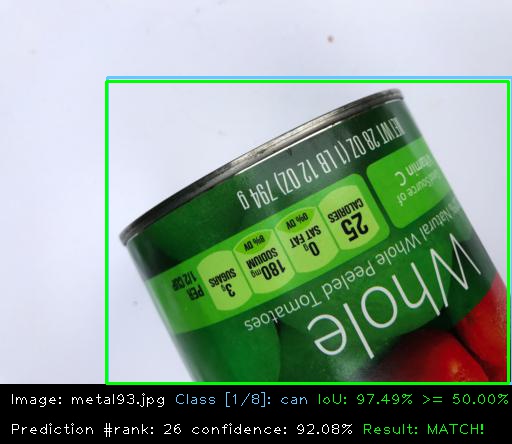 NET WT 28 OZ (1 LB 12 OZ) 794 g
Source of
Vitamin C
PER
1/2 CUP
3g
SUGARS
180mg
SODIUM
8% DV
0g
SAT FAT
0% DV
25
CALORIES
Natural Whole Peeled Tomatoes
Whole
Image: metal93.jpg Class [1/8]: can IoU: 97.49% >= 50.00%
Prediction #rank: 26 confidence: 92.08% Result: MATCH!